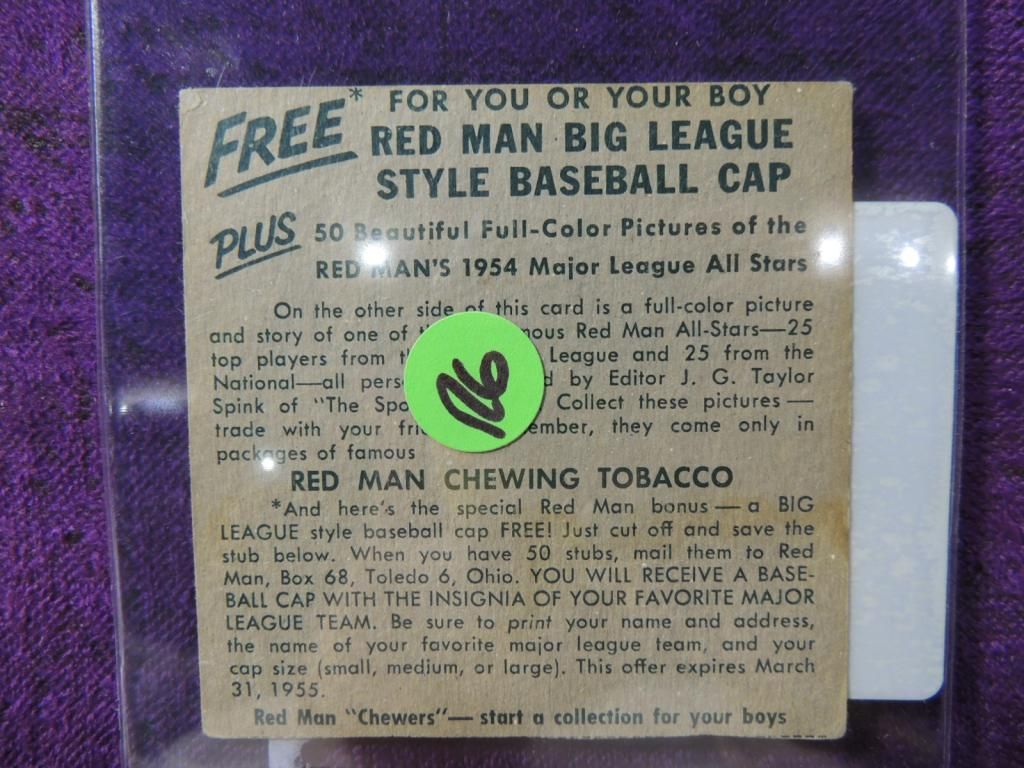 FREE* FOR YOU OR YOUR BOY
RED MAN BIG LEAGUE
STYLE BASEBALL CAP
PLUS 50 Beautiful Full-Color Pictures of the
RED MAN'S 1954 Major League All Stars
On the other side of this card is a full-color picture
and story of one of mous Red Man All-Stars—25
top players from League and 25 from the
National—all d by Editor J. G. Taylor
Spink of "The Collect these pictures —
trade with your ember, they come only in
packages of famous
RED MAN CHEWING TOBACCO
*And here's the special Red Man bonus — a BIG
LEAGUE style baseball cap FREE! Just cut off and save the
stub below. When you have 50 stubs, mail them to Red
Man, Box 68, Toledo 6, Ohio. YOU WILL RECEIVE A BASE-
BALL CAP WITH THE INSIGNIA OF YOUR FAVORITE MAJOR
LEAGUE TEAM. Be sure to print your name and address,
the name of your favorite major league team, and your
cap size (small, medium, or large). This offer expires March
31, 1955.
Red Man "Chewers"— start a collection for your boys